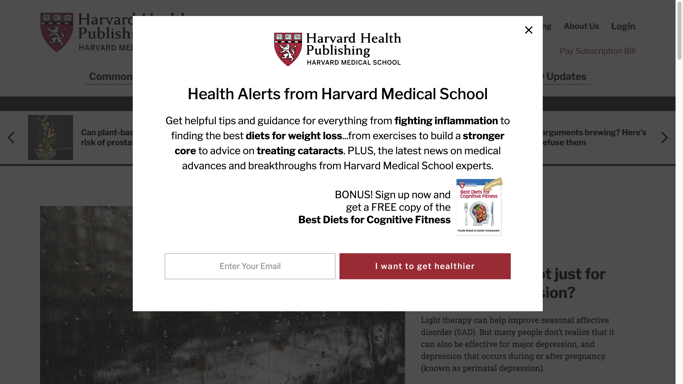 Harvard
Publishin
HARVARD MED
ng
About Us
Login
Pay Subscription Bill
Common
Updates
Can plant-bas
risk of prosta
arguments brewing? Here's
efuse them
Harvard Health
Publishing
HARVARD MEDICAL SCHOOL
Health Alerts from Harvard Medical School
Get helpful tips and guidance for everything from fighting inflammation to
finding the best diets for weight loss...from exercises to build a stronger
core to advice on treating cataracts. PLUS, the latest news on medical
advances and breakthroughs from Harvard Medical School experts.
BONUS! Sign up now and
get a FREE copy of the
Best Diets for Cognitive Fitness
Best Diets for
Cognitive Fitness
Enter Your Email
I want to get healthier
ot just for
sion?
Light therapy can help improve seasonal affective
disorder (SAD). But many people don't realize that it
can also be effective for major depression, and
depression that occurs during or after pregnancy
(known as perinatal depression).